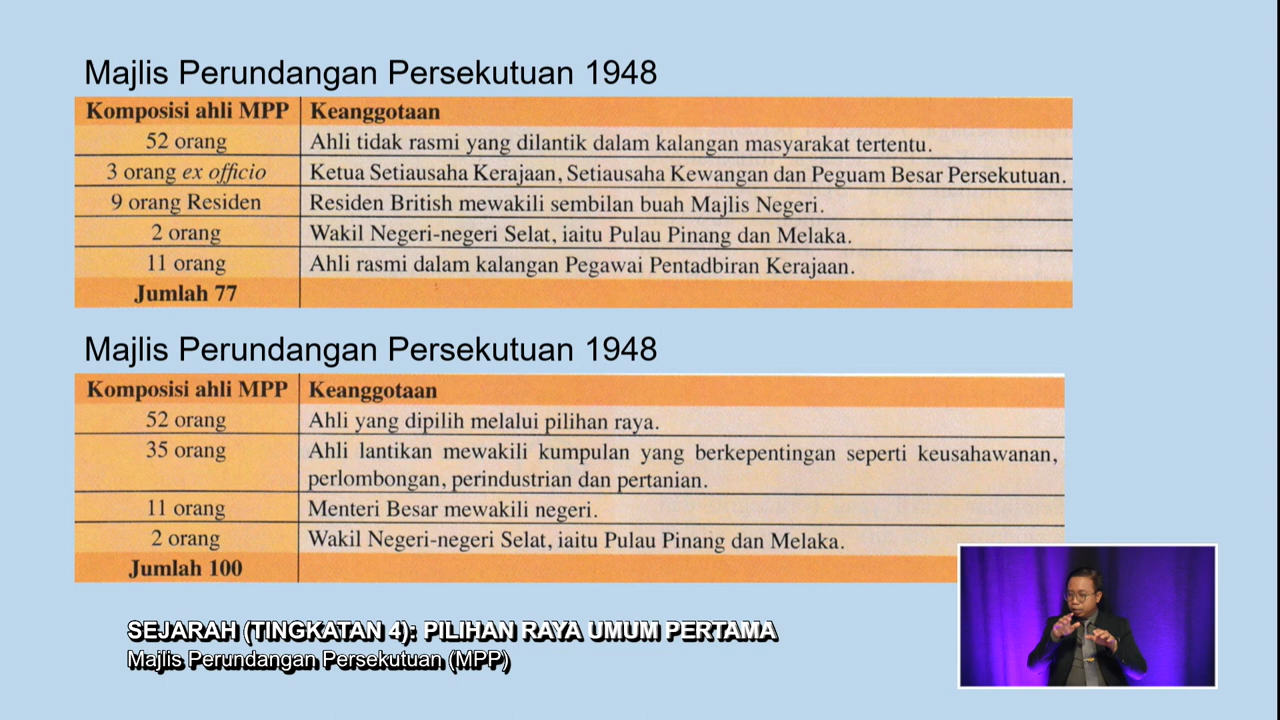 Majlis Perundangan Persekutuan 1948
Komposisi ahli MPP Keanggotaan
52 orang Ahli tidak rasmi yang dilantik dalam kalangan masyarakat tertentu.
3 orang ex officio Ketua Setiausaha Kerajaan, Setiausaha Kewangan dan Peguam Besar Persekutuan.
9 orang Residen Residen British mewakili sembilan buah Majlis Negeri.
2 orang Wakil Negeri-negeri Selat, iaitu Pulau Pinang dan Melaka.
11 orang Ahli rasmi dalam kalangan Pegawai Pentadbiran Kerajaan.
Jumlah 77
Majlis Perundangan Persekutuan 1948
Komposisi ahli MPP Keanggotaan
52 orang Ahli yang dipilih melalui pilihan raya.
35 orang Ahli lantikan mewakili kumpulan yang berkepentingan seperti keusahawanan,
perlombongan, perindustrian dan pertanian.
11 orang Menteri Besar mewakili negeri.
2 orang Wakil Negeri-negeri Selat, iaitu Pulau Pinang dan Melaka.
Jumlah 100
SEJARAH (TINGKATAN 4): PILIHAN RAYA UMUM PERTAMA
Majlis Perundangan Persekutuan (MPP)